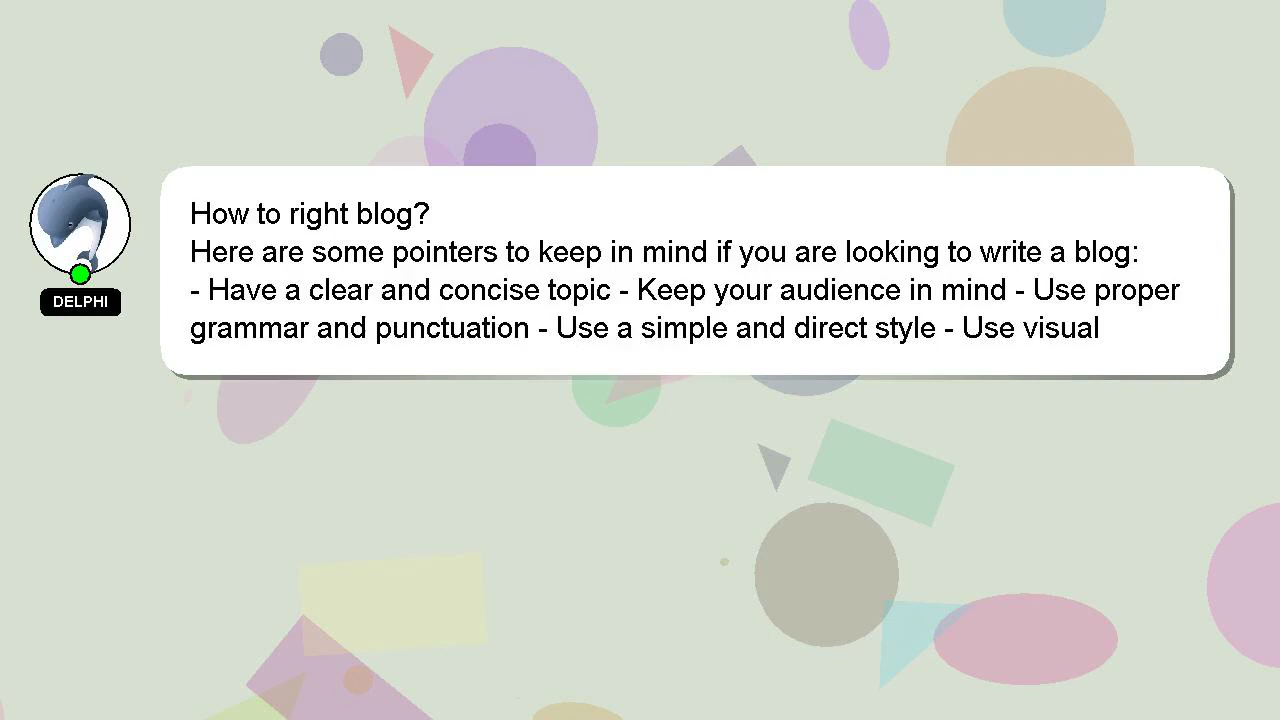 How to right blog?
Here are some pointers to keep in mind if you are looking to write a blog:
- Have a clear and concise topic - Keep your audience in mind - Use proper
grammar and punctuation - Use a simple and direct style - Use visual
DELPHI